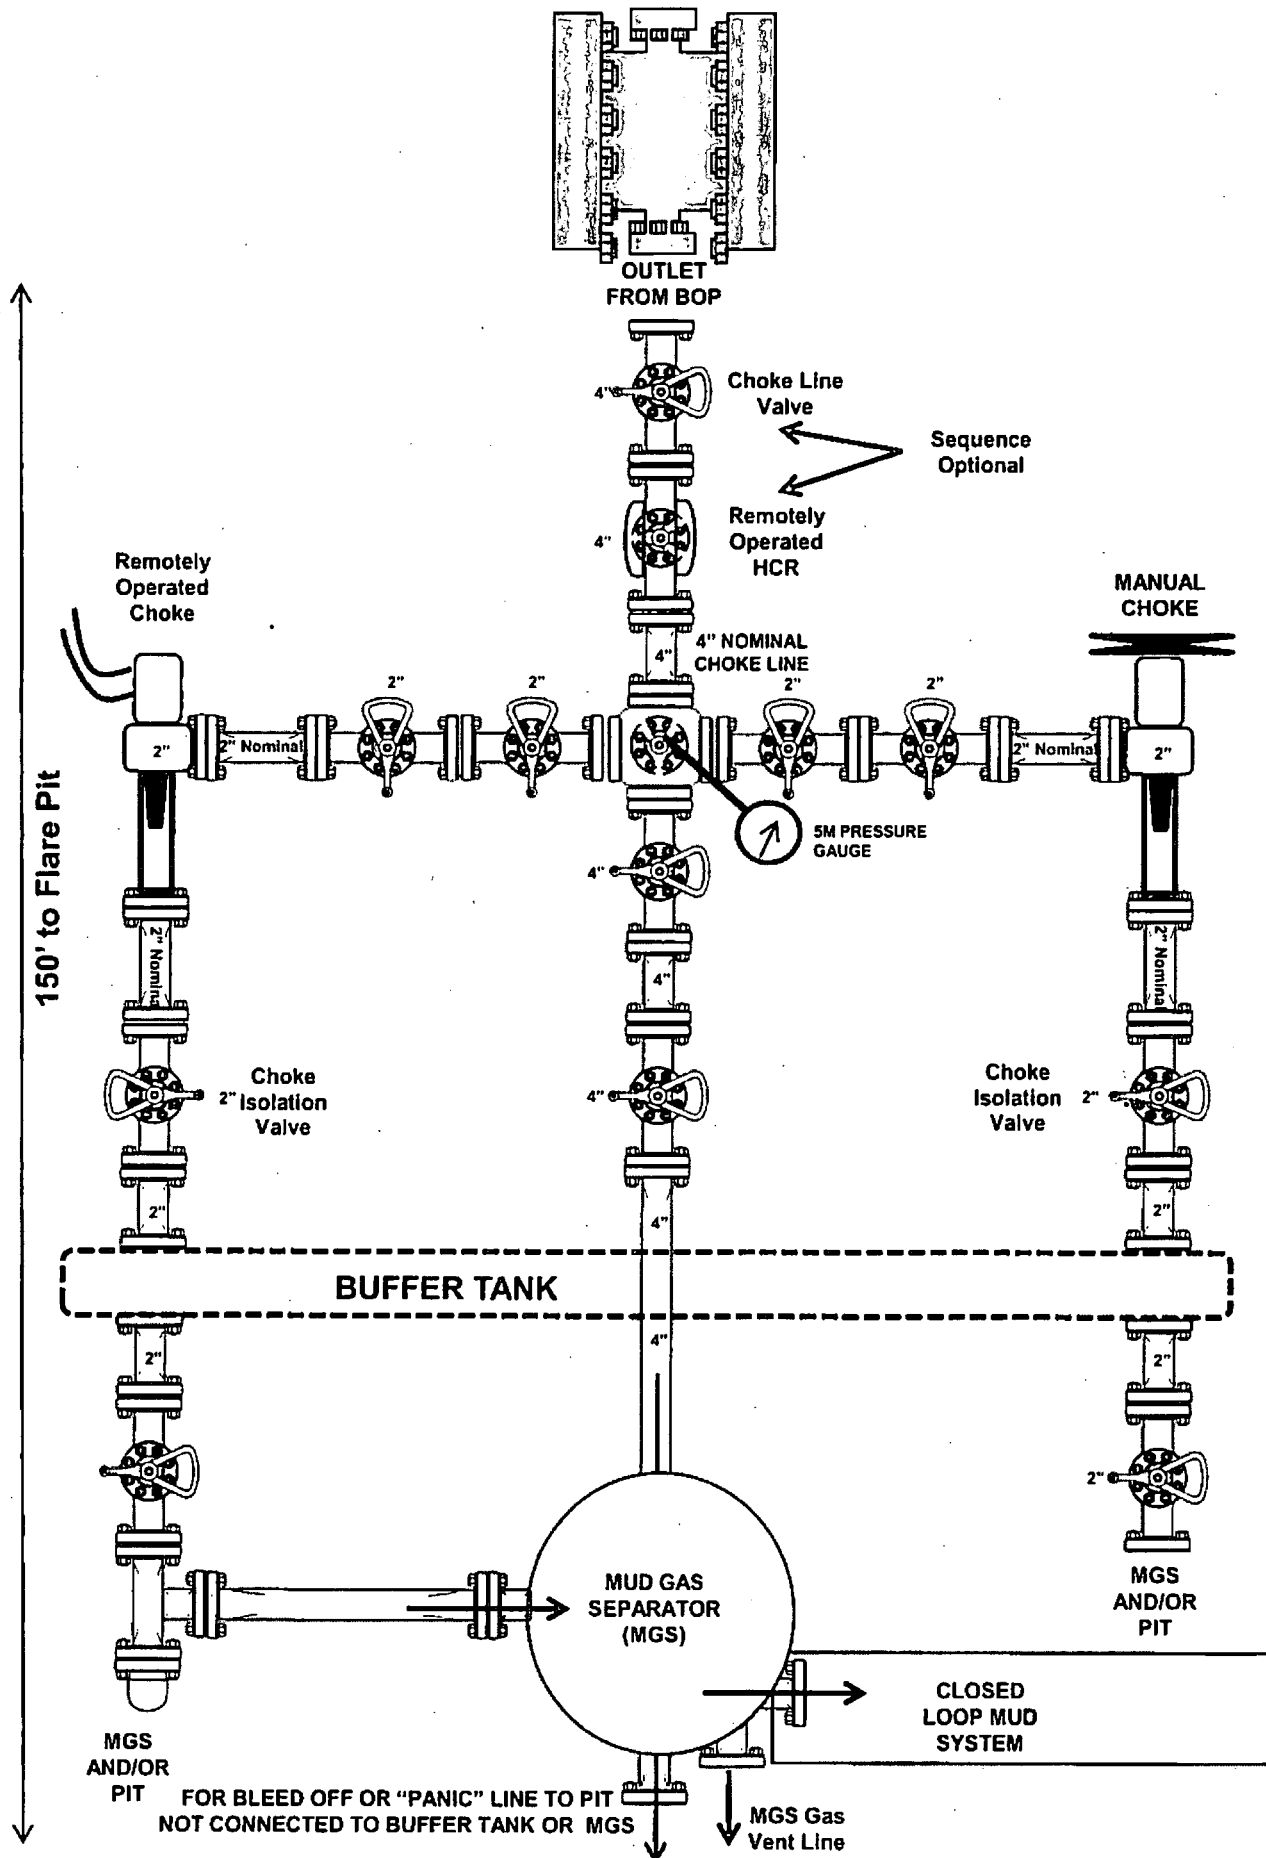 OUTLET
FROM BOP
4"
Choke Line
Valve
Sequence
Optional
4"
Remotely
Operated
HCR
Remotely
Operated
Choke
MANUAL
CHOKE
4"
4" NOMINAL
CHOKE LINE
2"
2"
2"
2"
2"
2" Nominal
2" Nominal
2"
5M PRESSURE
GAUGE
4"
150' to Flare Pit
2" Nominal
4"
2" Nominal
2"
Choke
Isolation
Valve
4"
Choke
Isolation
Valve
2"
2"
4"
2"
BUFFER TANK
2"
4"
2"
2"
MUD GAS
SEPARATOR
(MGS)
MGS
AND/OR
PIT
CLOSED
LOOP MUD
SYSTEM
MGS
AND/OR
PIT
FOR BLEED OFF OR "PANIC" LINE TO PIT
NOT CONNECTED TO BUFFER TANK OR MGS
MGS Gas
Vent Line